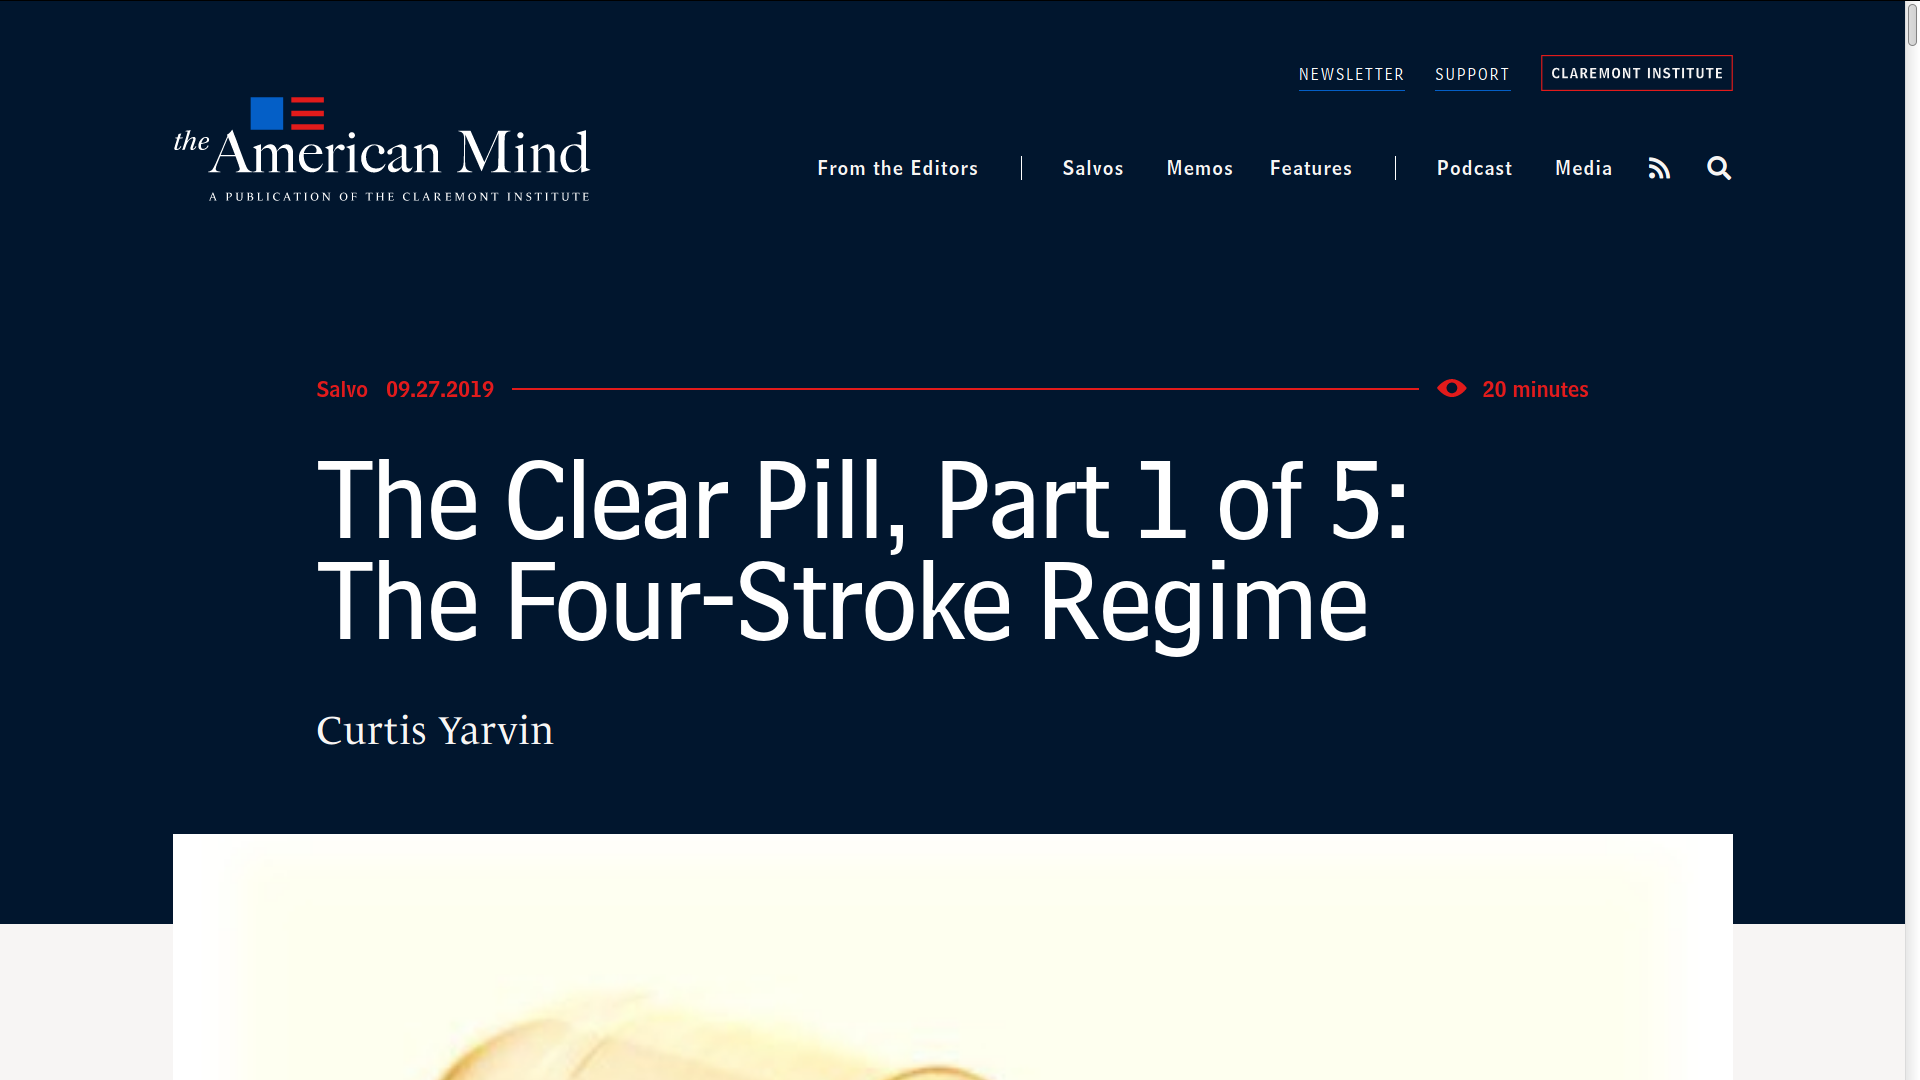 NEWSLETTER SUPPORT CLAREMONT INSTITUTE
the American Mind
A PUBLICATION OF THE CLAREMONT INSTITUTE
From the Editors Salvos Memos Features Podcast Media
Salvo 09.27.2019 20 minutes
The Clear Pill, Part 1 of 5:
The Four-Stroke Regime
Curtis Yarvin